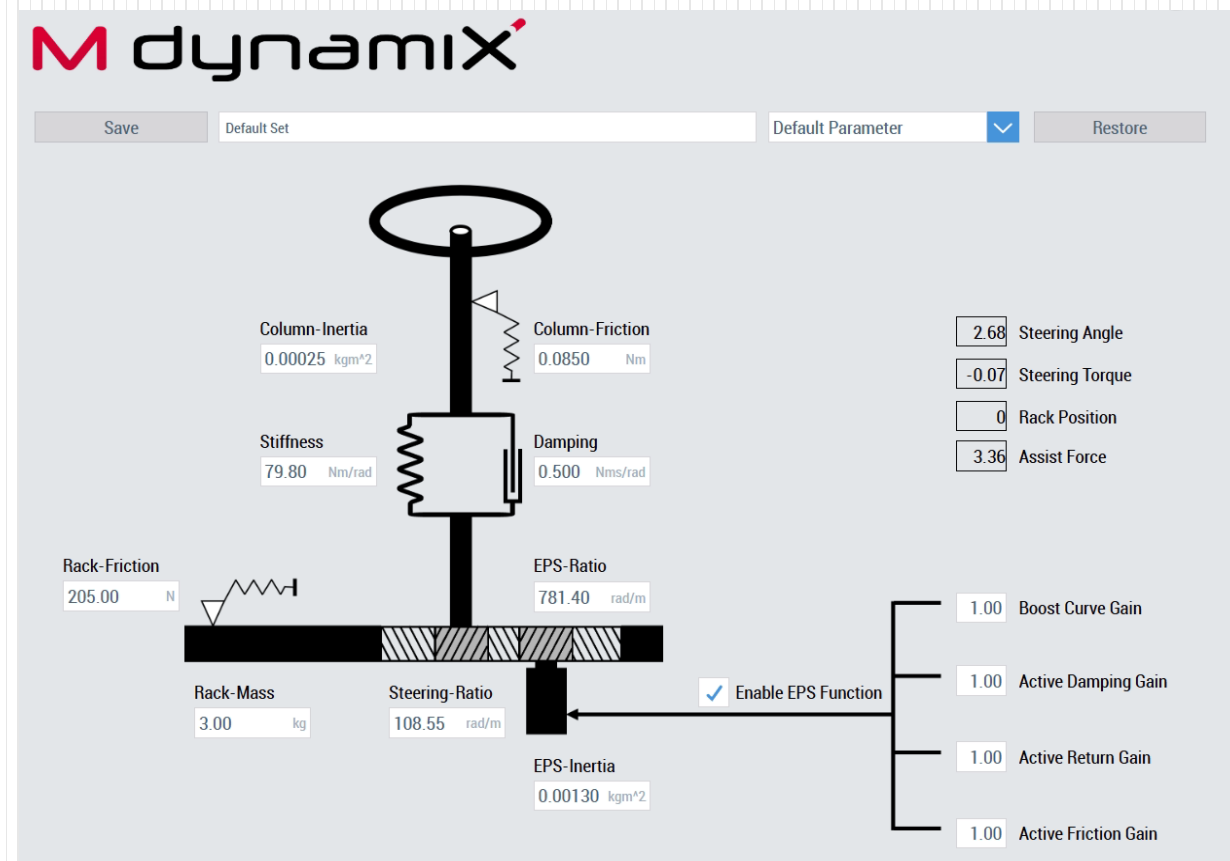 M dynamix
Save
Default Set
Default Parameter
Restore
Column-Inertia
0.00025 kgm^2
Column-Friction
0.0850 Nm
2.68 Steering Angle
-0.07 Steering Torque
0 Rack Position
3.36 Assist Force
Stiffness
79.80 Nm/rad
Damping
0.500 Nms/rad
Rack-Friction
205.00 N
EPS-Ratio
781.40 rad/m
Rack-Mass
3.00 kg
Steering-Ratio
108.55 rad/m
Enable EPS Function
EPS-Inertia
0.00130 kgm^2
1.00 Boost Curve Gain
1.00 Active Damping Gain
1.00 Active Return Gain
1.00 Active Friction Gain